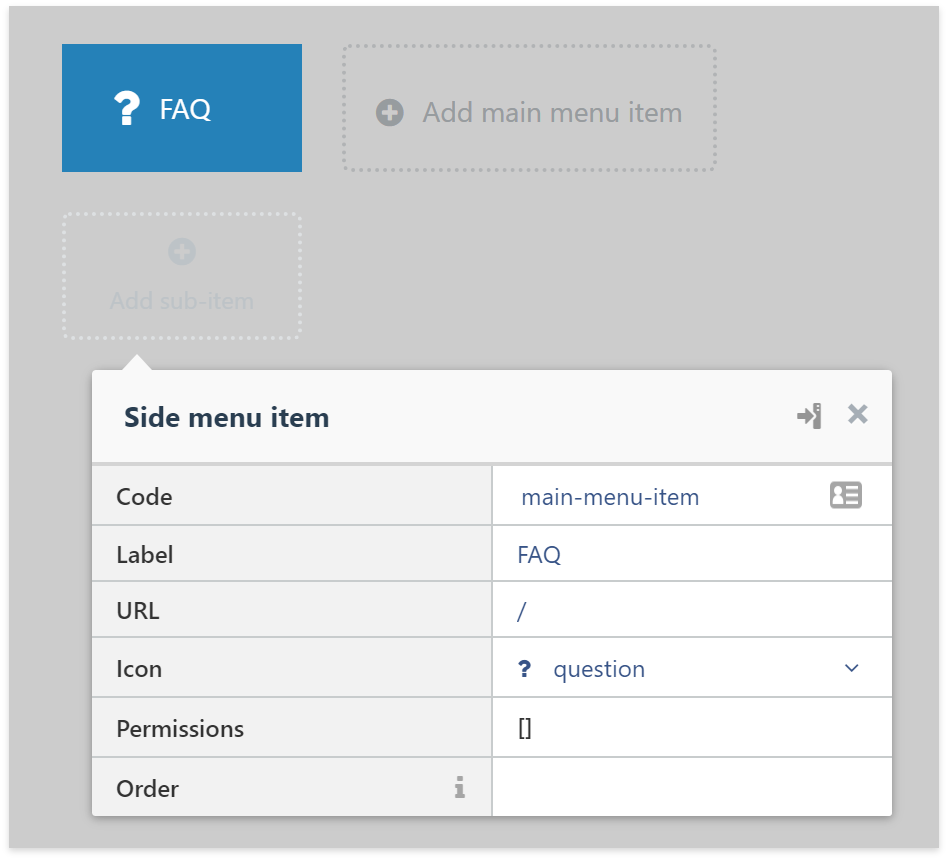 FAQ
Add main menu item
Add sub-item
Side menu item
Code main-menu-item
Label FAQ
URL /
Icon question
Permissions []
Order